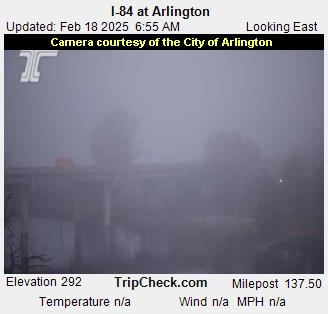 I-84 at Arlington
Updated: Feb 18 2025 6:55 AM Looking East
Camera courtesy of the City of Arlington
Elevation 292 TripCheck.com Milepost 137.50
Temperature n/a Wind n/a MPH n/a